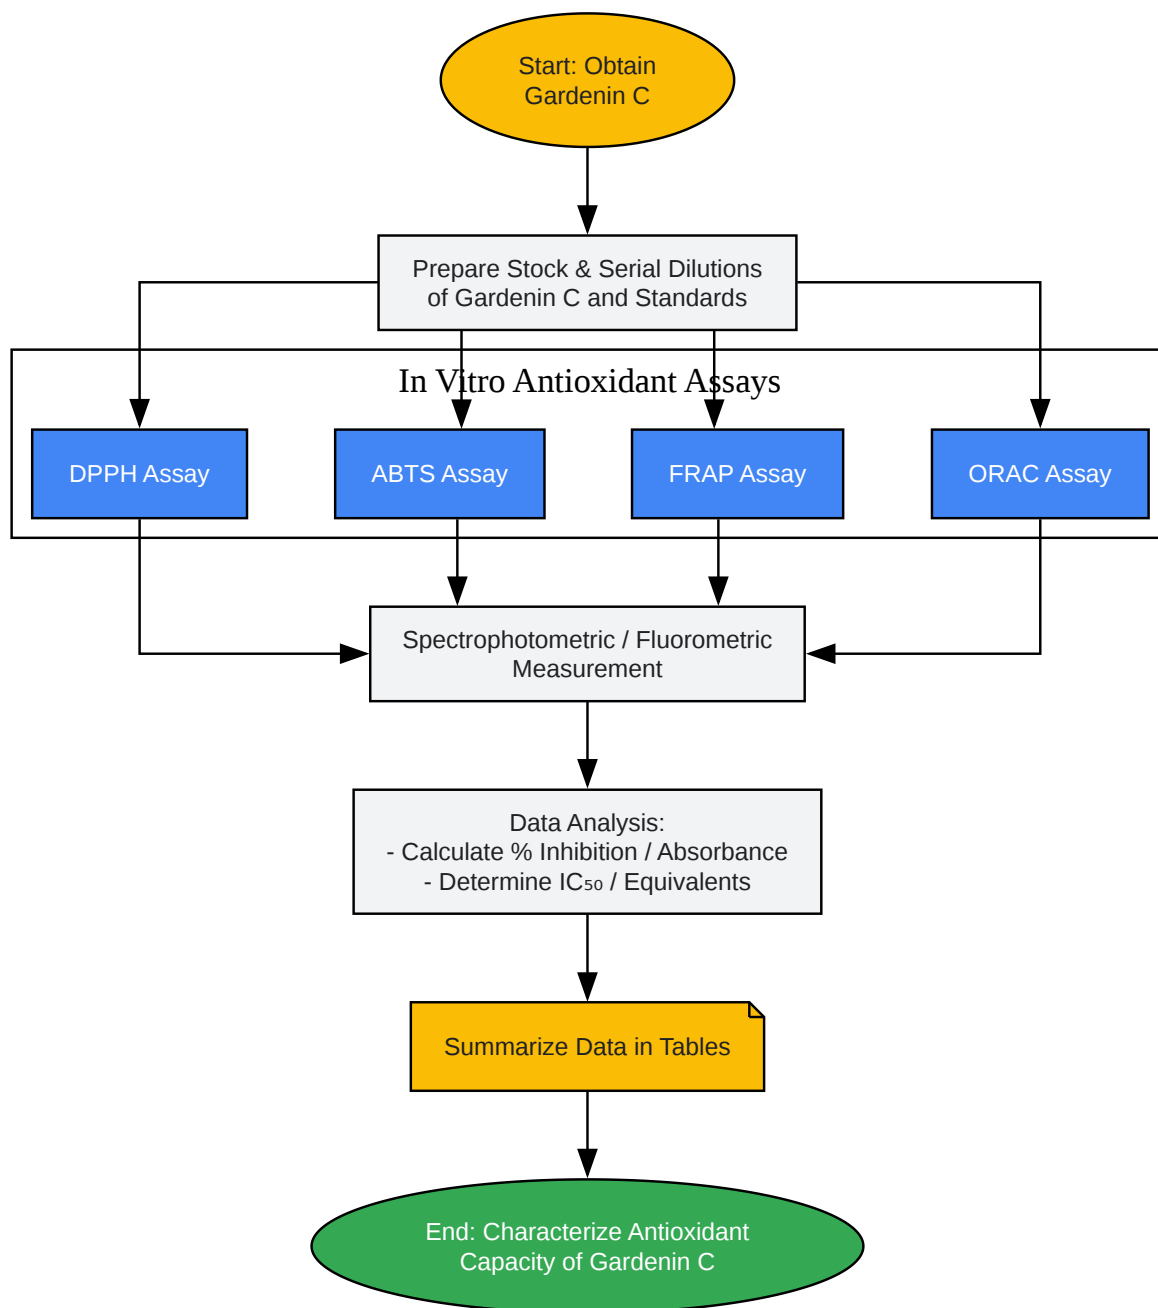 Start: Obtain
Gardenin C
Prepare Stock & Serial Dilutions
of Gardenin C and Standards
In Vitro Antioxidant Assays
DPPH Assay
ABTS Assay
FRAP Assay
ORAC Assay
Spectrophotometric / Fluorometric
Measurement
Data Analysis:
- Calculate % Inhibition / Absorbance
- Determine IC₅₀ / Equivalents
Summarize Data in Tables
End: Characterize Antioxidant
Capacity of Gardenin C